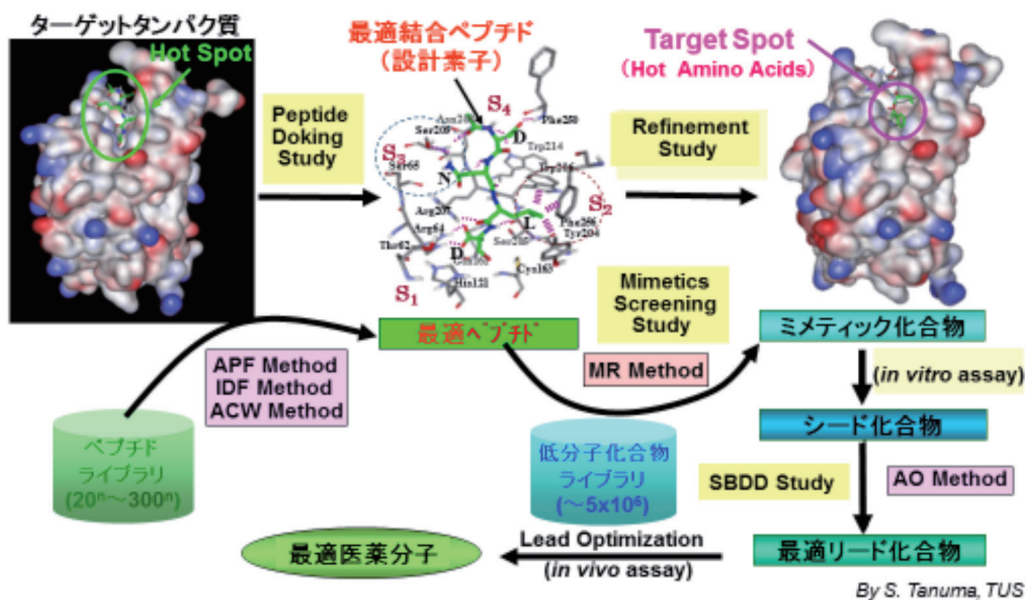 ターゲットタンパク質
Hot Spot
Peptide
Doking
Study
最適結合ペプチド
(設計素子)
S4
Asn208
Ser209
D
Phe250
Trp214
S3
Ser65
N
Trp206
S2
Arg207
Arg64
L
Phe256
Tyr204
Thr62
Ser205
D
Gln161
Cys163
His121
S1
Refinement
Study
Target Spot
(Hot Amino Acids)
Mimetics
Screening
Study
最適ペプチド
ミメティック化合物
APF Method
IDF Method
ACW Method
MR Method
(in vitro assay)
ペプチド
ライブラリ
(20ⁿ～300ⁿ)
低分子化合物
ライブラリ
(～5x10⁶)
シード化合物
SBDD Study
AO Method
最適医薬分子
Lead Optimization
(in vivo assay)
最適リード化合物
By S. Tanuma, TUS